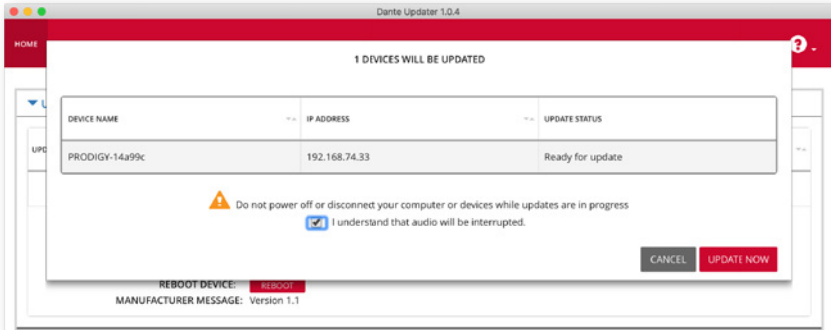 Dante Updater 1.0.4
HOME
?
1 DEVICES WILL BE UPDATED
U
DEVICE NAME IP ADDRESS UPDATE STATUS
UPD
PRODIGY-14a99c 192.168.74.33 Ready for update
Do not power off or disconnect your computer or devices while updates are in progress
I understand that audio will be interrupted.
CANCEL UPDATE NOW
REBOOT DEVICE: REBOOT
MANUFACTURER MESSAGE: Version 1.1